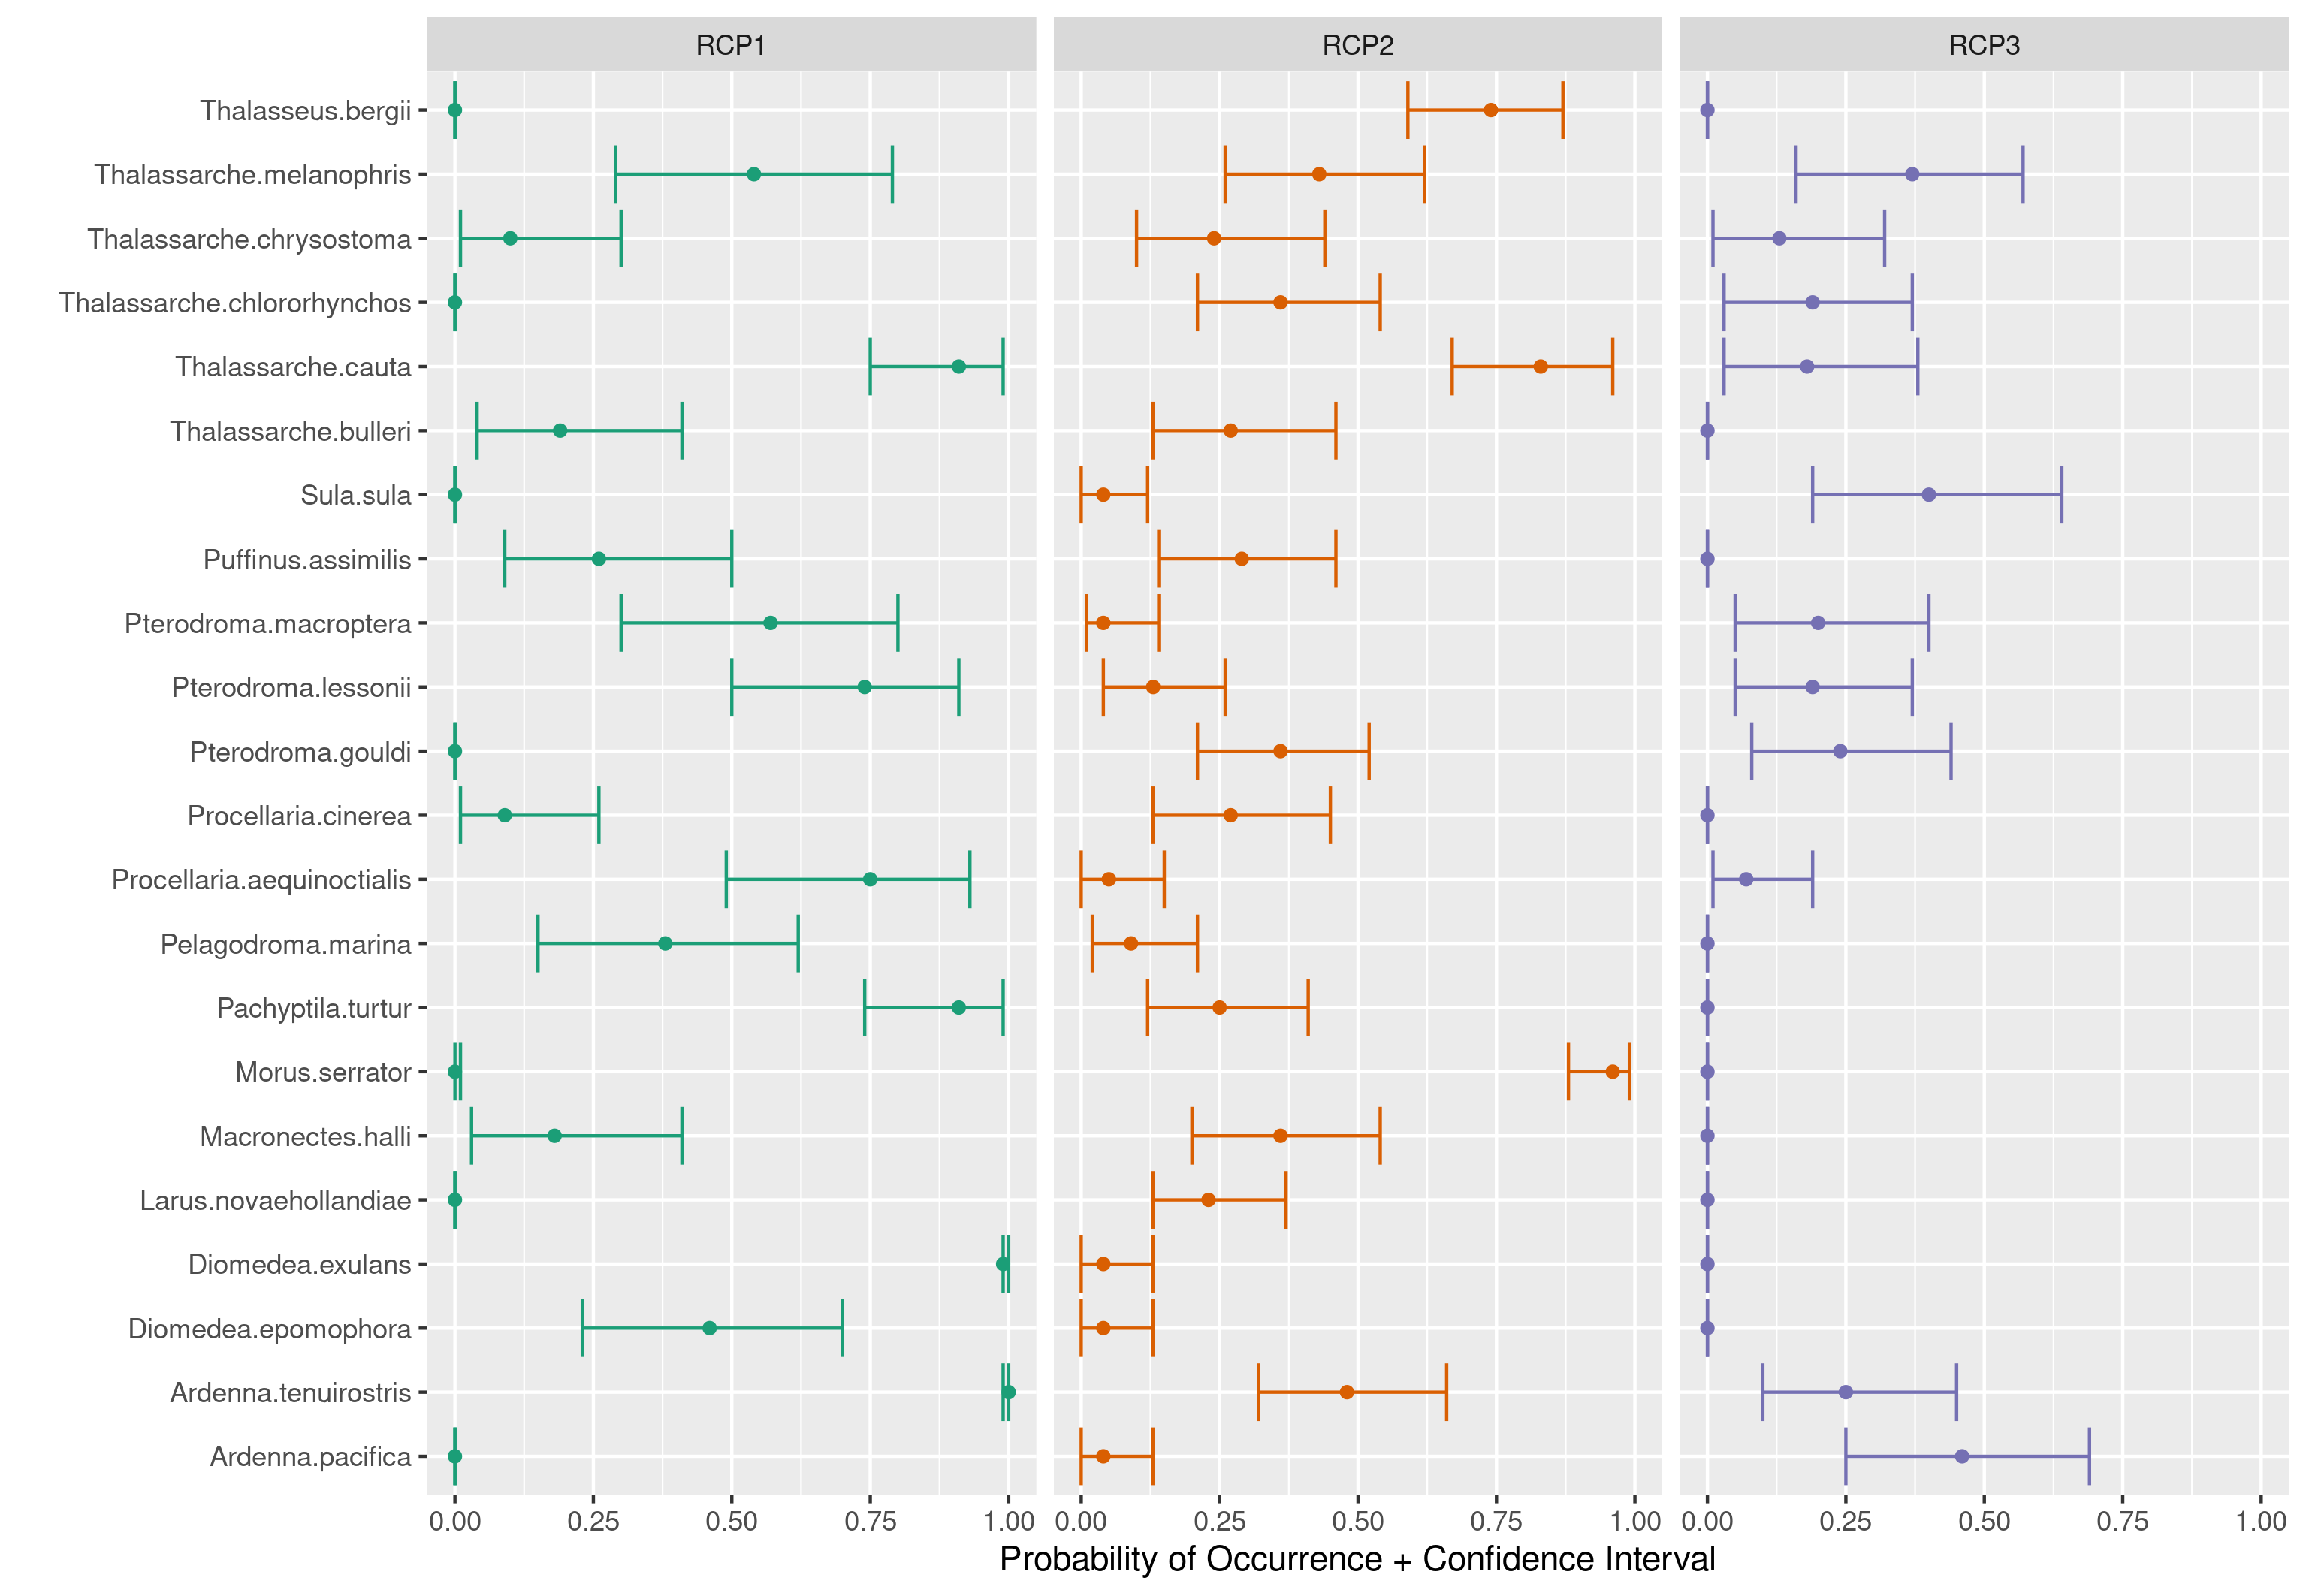 RCP1 RCP2 RCP3
Thalasseus.bergii
Thalassarche.melanophris
Thalassarche.chrysostoma
Thalassarche.chlororhynchos
Thalassarche.cauta
Thalassarche.bulleri
Sula.sula
Puffinus.assimilis
Pterodroma.macroptera
Pterodroma.lessonii
Pterodroma.gouldi
Procellaria.cinerea
Procellaria.aequinoctialis
Pelagodroma.marina
Pachyptila.turtur
Morus.serrator
Macronectes.halli
Larus.novaehollandiae
Diomedea.exulans
Diomedea.epomophora
Ardenna.tenuirostris
Ardenna.pacifica
0.00 0.25 0.50 0.75 1.00 0.00 0.25 0.50 0.75 1.00 0.00 0.25 0.50 0.75 1.00
Probability of Occurrence + Confidence Interval